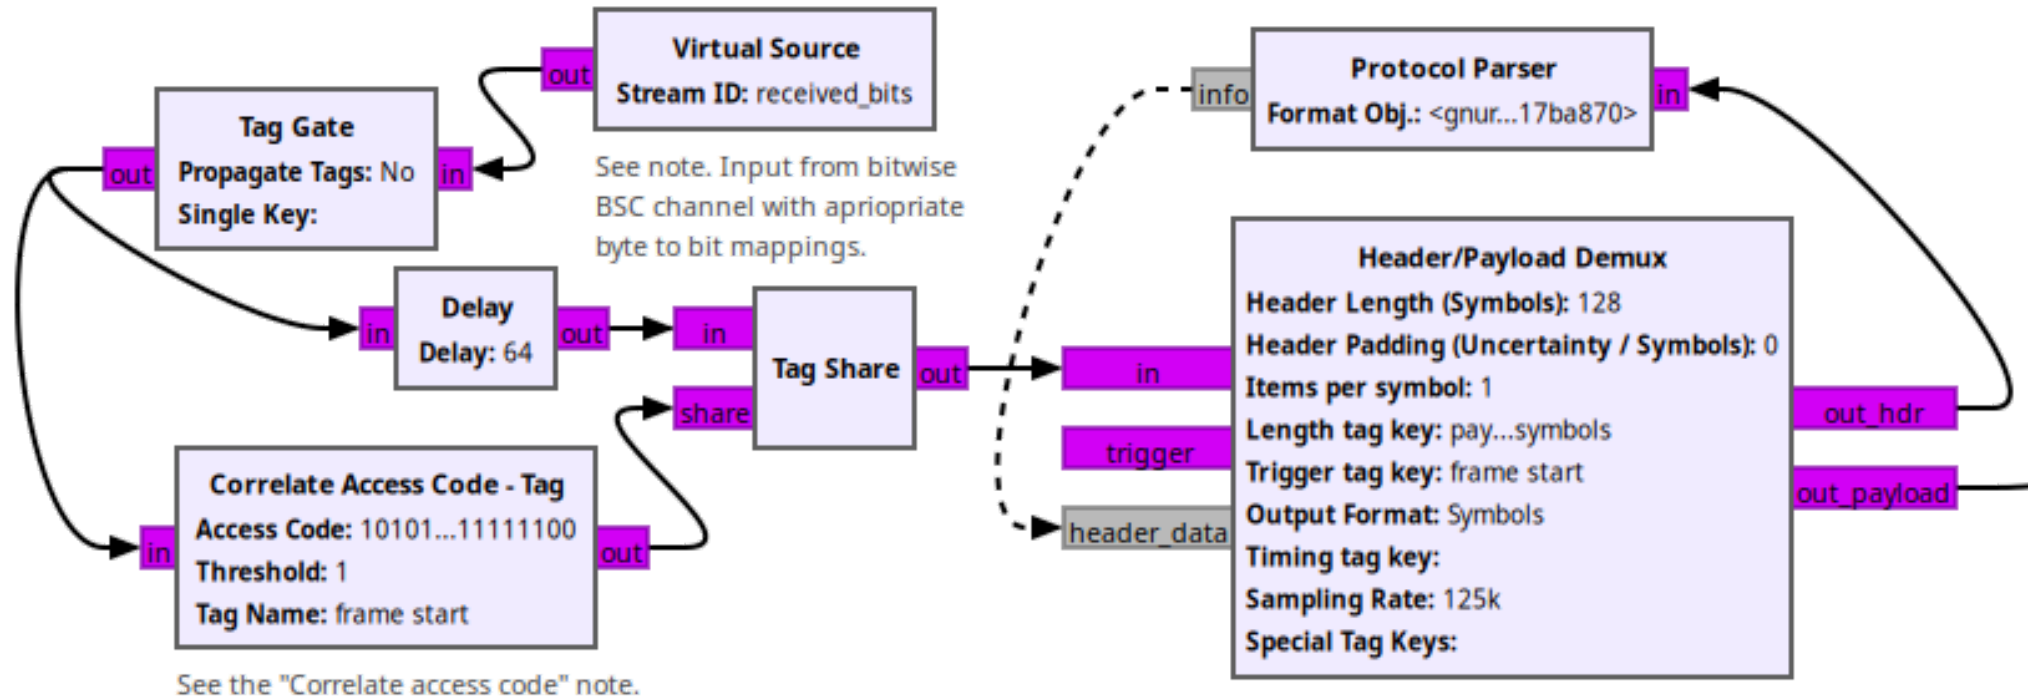 Virtual Source
out
Stream ID: received_bits
See note. Input from bitwise
BSC channel with apriopriate
byte to bit mappings.
Tag Gate
out
Propagate Tags: No
in
Single Key:
Delay
in
Delay: 64
out
in
share
Tag Share
out
Correlate Access Code - Tag
Access Code: 10101...11111100
in
out
Threshold: 1
Tag Name: frame start
See the "Correlate access code" note.
Protocol Parser
info
in
Format Obj.: <gnur...17ba870>
Header/Payload Demux
Header Length (Symbols): 128
Header Padding (Uncertainty / Symbols): 0
in
Items per symbol: 1
out_hdr
Length tag key: pay...symbols
trigger
Trigger tag key: frame start
out_payload
Output Format: Symbols
header_data
Timing tag key:
Sampling Rate: 125k
Special Tag Keys: